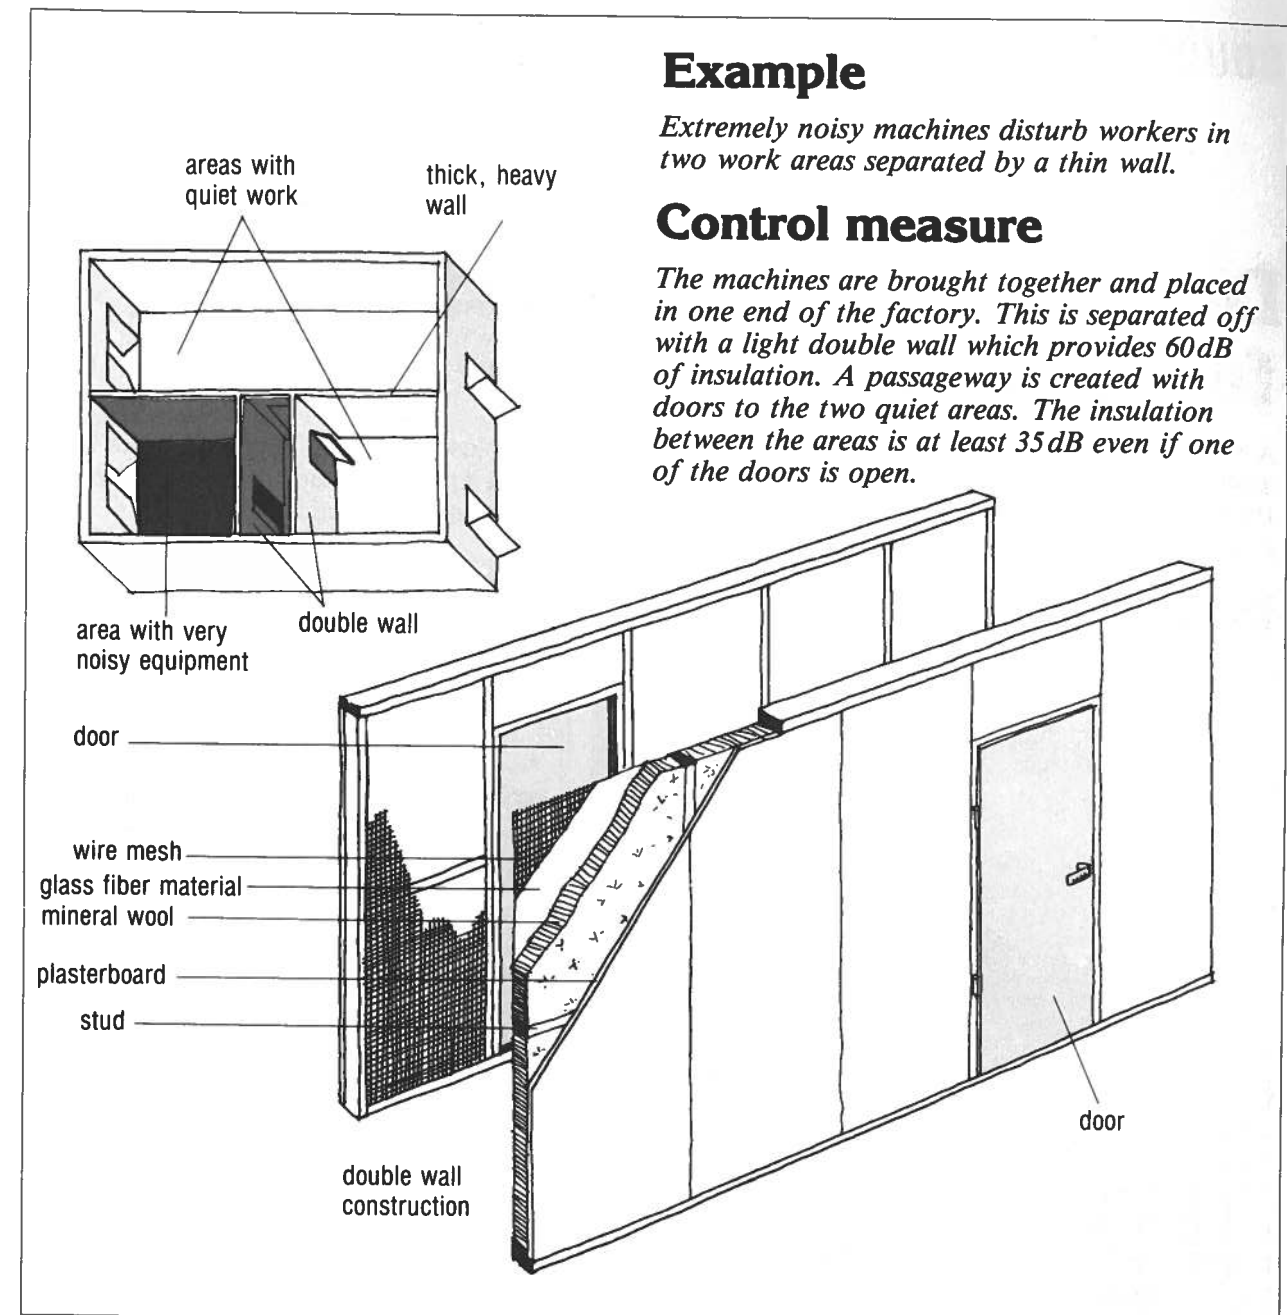 Example
Extremely noisy machines disturb workers in
two work areas separated by a thin wall.
Control measure
The machines are brought together and placed
in one end of the factory. This is separated off
with a light double wall which provides 60dB
of insulation. A passageway is created with
doors to the two quiet areas. The insulation
between the areas is at least 35dB even if one
of the doors is open.
areas with
quiet work
thick, heavy
wall
area with very
noisy equipment
double wall
door
wire mesh
glass fiber material
mineral wool
plasterboard
stud
door
double wall
construction